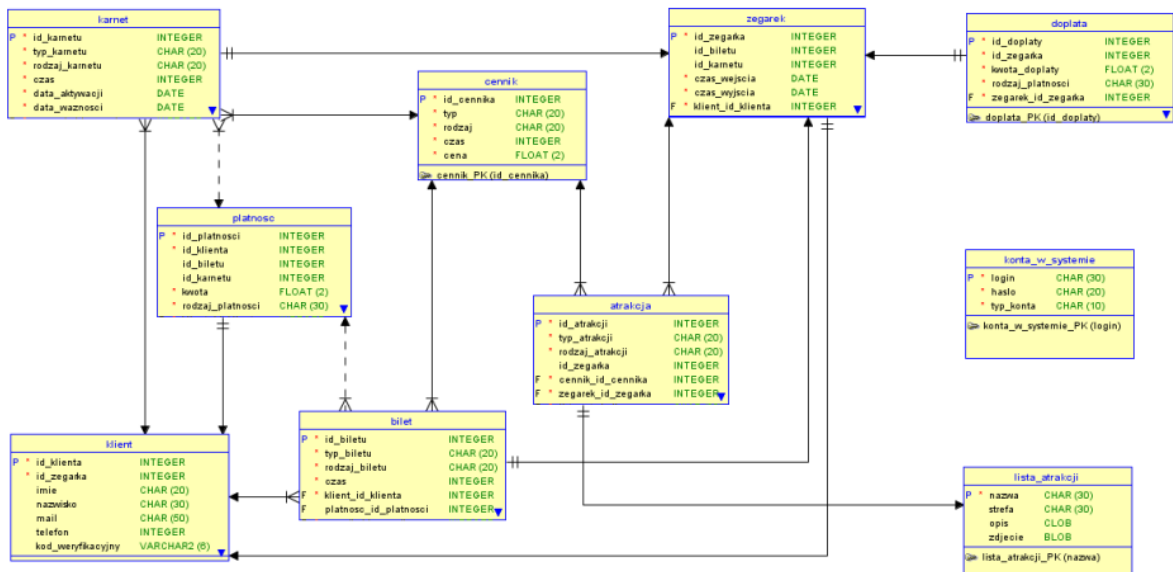 karnet
P * id_karnetu INTEGER
* typ_karnetu CHAR (20)
* rodzaj_karnetu CHAR (20)
* czas INTEGER
* data_aktywacji DATE
* data_waznosci DATE
zegarek
P * id_zegarka INTEGER
id_biletu INTEGER
id_karnetu INTEGER
* czas_wejscia DATE
* czas_wyjscia DATE
F * klient_id_klienta INTEGER
doplata
P * id_doplaty INTEGER
* id_zegarka INTEGER
* kwota_doplaty FLOAT (2)
* rodzaj_platnosci CHAR (30)
F * zegarek_id_zegarka INTEGER
doplata_PK (id_doplaty)
cennik
P * id_cennika INTEGER
* typ CHAR (20)
* rodzaj CHAR (20)
* czas INTEGER
* cena FLOAT (2)
cennik_PK (id_cennika)
platnosc
P * id_platnosci INTEGER
* id_klienta INTEGER
id_biletu INTEGER
id_karnetu INTEGER
* kwota FLOAT (2)
* rodzaj_platnosci CHAR (30)
konta_w_systemie
P * login CHAR (30)
* haslo CHAR (20)
* typ_konta CHAR (10)
konta_w_systemie_PK (login)
atrakcja
P * id_atrakcji INTEGER
* typ_atrakcji CHAR (20)
* rodzaj_atrakcji CHAR (20)
id_zegarka INTEGER
F * cennik_id_cennika INTEGER
F * zegarek_id_zegarka INTEGER
klient
P * id_klienta INTEGER
* id_zegarka INTEGER
imie CHAR (20)
nazwisko CHAR (30)
mail CHAR (50)
telefon INTEGER
kod_weryfikacyjny VARCHAR2 (6)
bilet
P * id_biletu INTEGER
* typ_biletu CHAR (20)
* rodzaj_biletu CHAR (20)
* czas INTEGER
F * klient_id_klienta INTEGER
F platnosc_id_platnosci INTEGER
lista_atrakcji
P * nazwa CHAR (30)
strefa CHAR (30)
opis CLOB
zdjecie BLOB
lista_atrakcji_PK (nazwa)